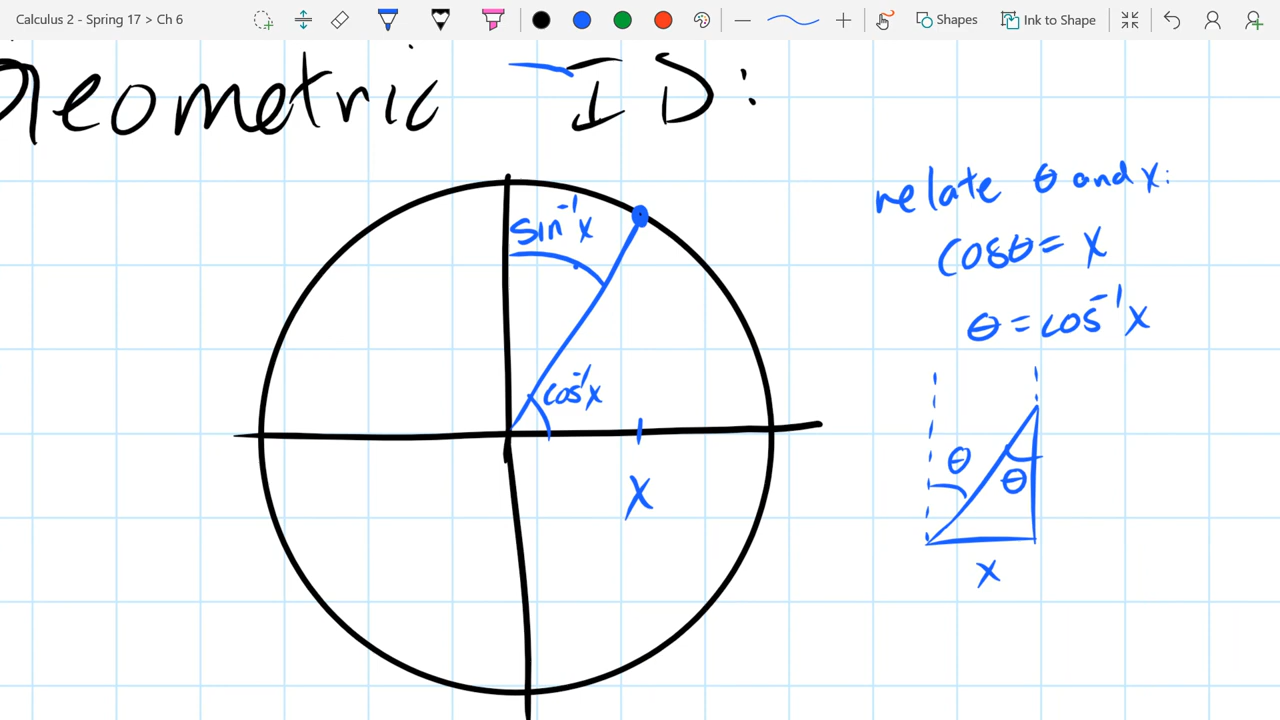 Calculus 2 - Spring 17 > Ch 6
Shapes
Ink to Shape
Geometric ID:
sin⁻¹x
cos⁻¹x
x
relate θ and x:
cosθ = x
θ = cos⁻¹x
θ
θ
x